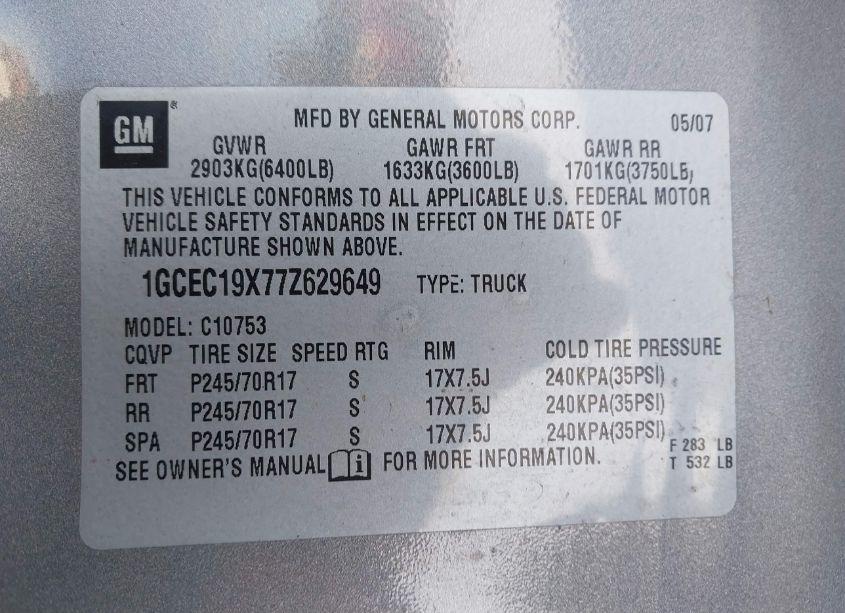 GM® MFD BY GENERAL MOTORS CORP. 05/07
GVWR GAWR FRT GAWR RR
2903KG(6400LB) 1633KG(3600LB) 1701KG(3750LB)
THIS VEHICLE CONFORMS TO ALL APPLICABLE U.S. FEDERAL MOTOR
VEHICLE SAFETY STANDARDS IN EFFECT ON THE DATE OF
MANUFACTURE SHOWN ABOVE.
1GCEC19X77Z629649 TYPE: TRUCK
MODEL: C10753
CQVP TIRE SIZE SPEED RTG RIM COLD TIRE PRESSURE
FRT P245/70R17 S 17X7.5J 240KPA(35PSI)
RR P245/70R17 S 17X7.5J 240KPA(35PSI)
SPA P245/70R17 S 17X7.5J 240KPA(35PSI)
F 283 LB
T 532 LB
SEE OWNER'S MANUAL i FOR MORE INFORMATION.